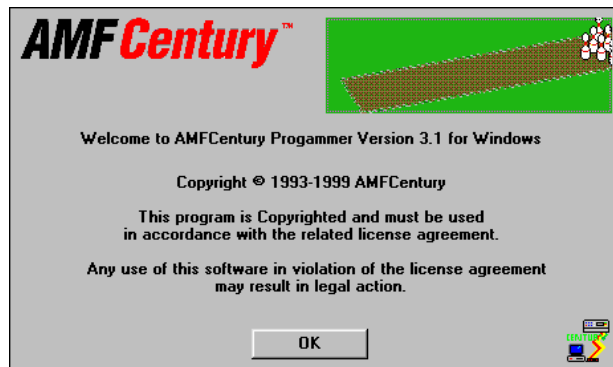 AMFCentury™
Welcome to AMFCentury Progammer Version 3.1 for Windows
Copyright © 1993-1999 AMFCentury
This program is Copyrighted and must be used
in accordance with the related license agreement.
Any use of this software in violation of the license agreement
may result in legal action.
OK
CENTURY